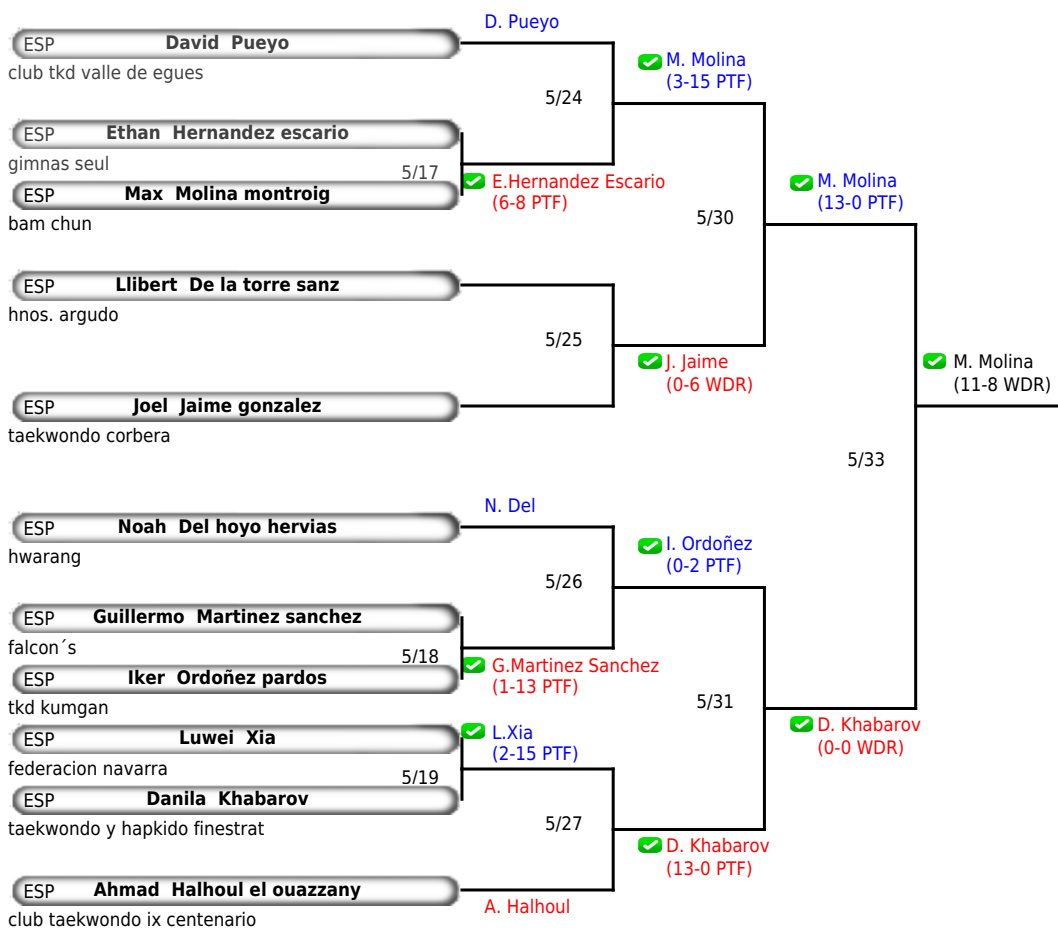 D. Pueyo
ESP David Pueyo
club tkd valle de egues
M. Molina
(3-15 PTF)
5/24
ESP Ethan Hernandez escario
gimnas seul
5/17
E.Hernandez Escario
(6-8 PTF)
ESP Max Molina montroig
bam chun
M. Molina
(13-0 PTF)
5/30
ESP Llibert De la torre sanz
hnos. argudo
5/25
J. Jaime
(0-6 WDR)
M. Molina
(11-8 WDR)
ESP Joel Jaime gonzalez
taekwondo corbera
5/33
N. Del
ESP Noah Del hoyo hervias
hwarang
I. Ordoñez
(0-2 PTF)
5/26
ESP Guillermo Martinez sanchez
falcon´s
5/18
G.Martinez Sanchez
(1-13 PTF)
ESP Iker Ordoñez pardos
tkd kumgan
5/31
D. Khabarov
(0-0 WDR)
ESP Luwei Xia
L.Xia
(2-15 PTF)
federacion navarra
5/19
ESP Danila Khabarov
taekwondo y hapkido finestrat
5/27
D. Khabarov
(13-0 PTF)
ESP Ahmad Halhoul el ouazzany
A. Halhoul
club taekwondo ix centenario